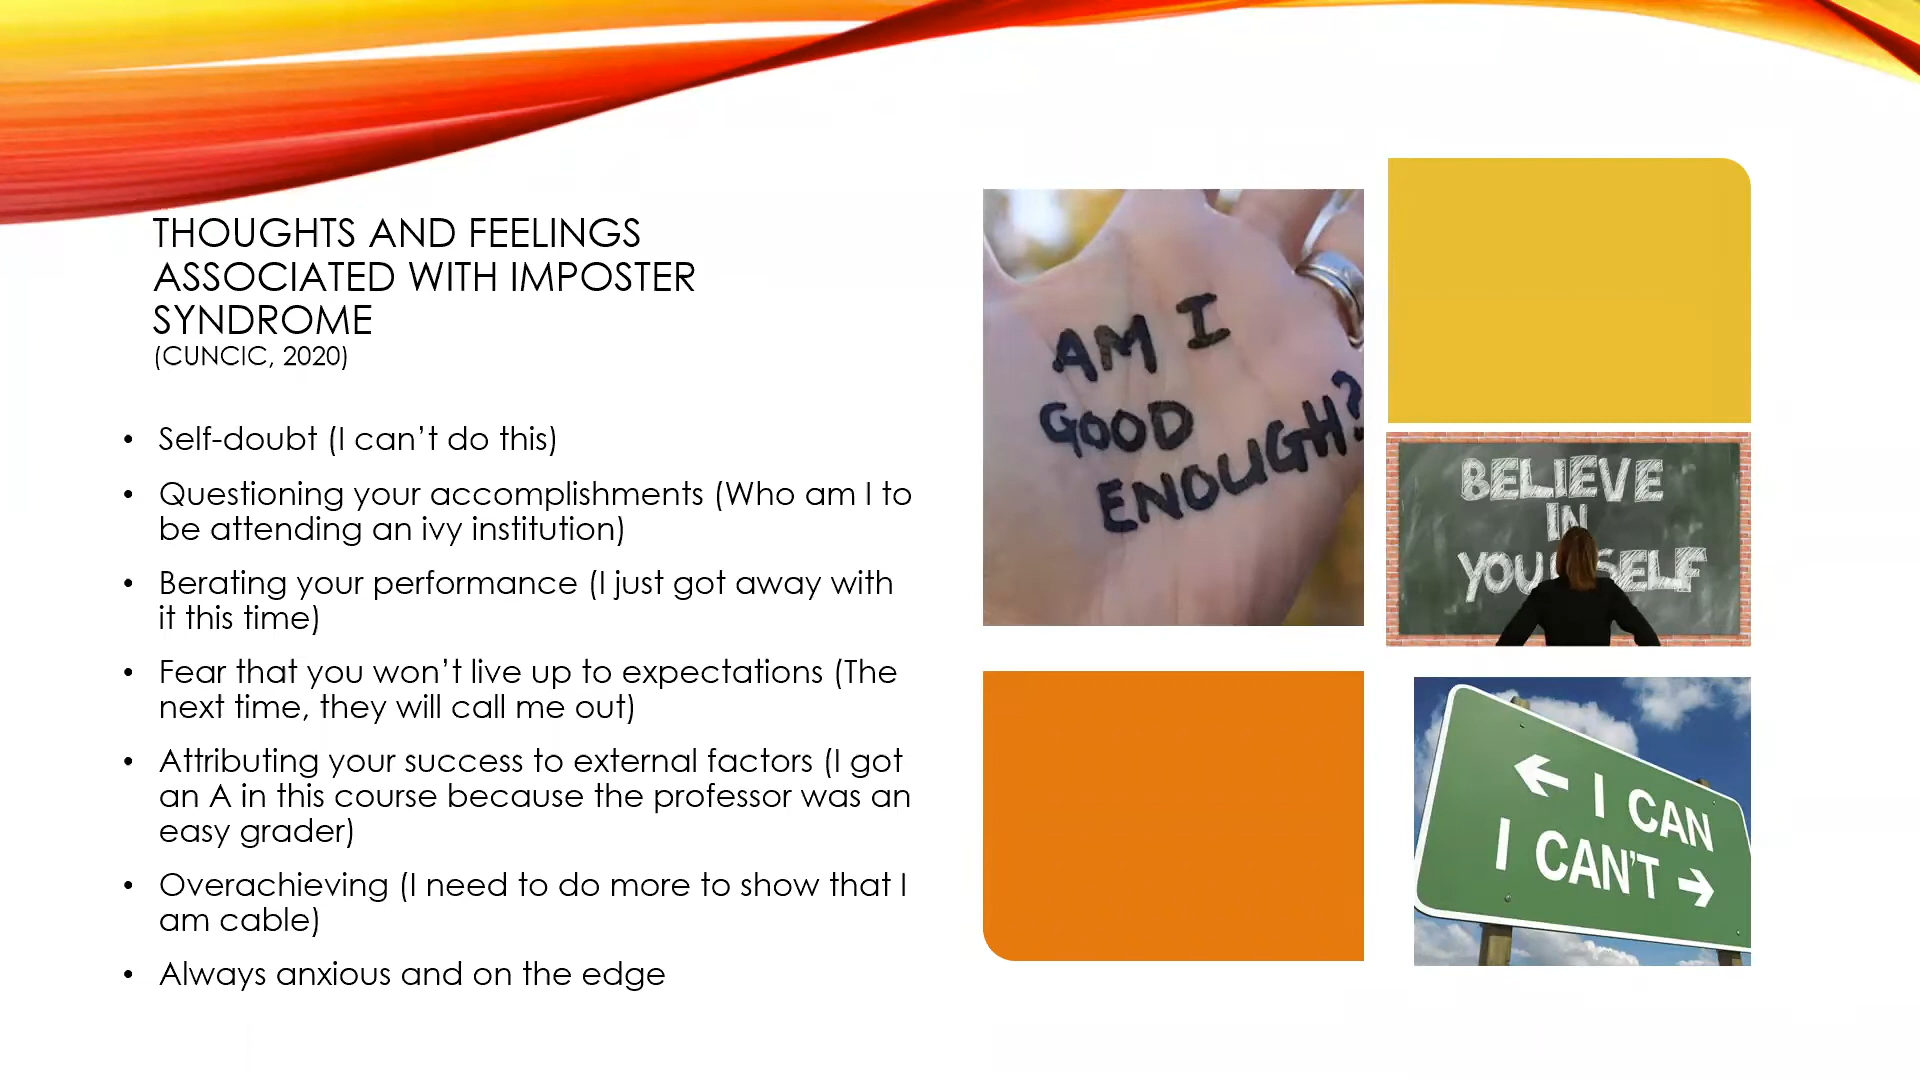 THOUGHTS AND FEELINGS
ASSOCIATED WITH IMPOSTER
SYNDROME
(CUNCIC, 2020)
• Self-doubt (I can’t do this)
• Questioning your accomplishments (Who am I to
be attending an ivy institution)
• Berating your performance (I just got away with
it this time)
• Fear that you won’t live up to expectations (The
next time, they will call me out)
• Attributing your success to external factors (I got
an A in this course because the professor was an
easy grader)
• Overachieving (I need to do more to show that I
am cable)
• Always anxious and on the edge
AM I
GOOD
ENOUGH?
BELIEVE
IN
YOURSELF
← I CAN
I CAN'T →